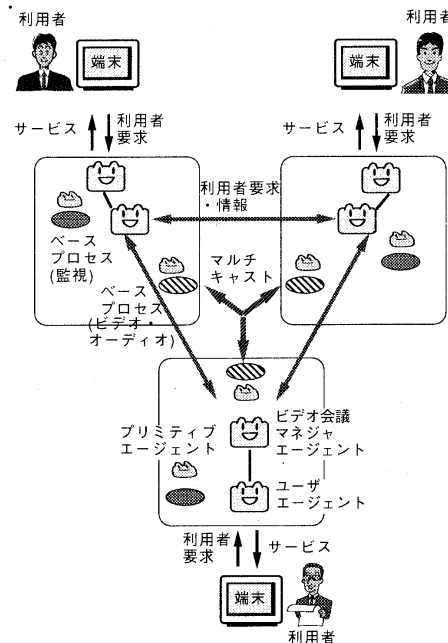 利用者
利用者
端末
端末
サービス
利用者
要求
サービス
利用者
要求
利用者要求
・情報
ベース
プロセス
(監視)
マルチ
キャスト
ベース
プロセス
(ビデオ・
オーディオ)
プリミティブ
エージェント
ビデオ会議
マネジャ
エージェント
ユーザ
エージェント
利用者
要求
サービス
端末
利用者